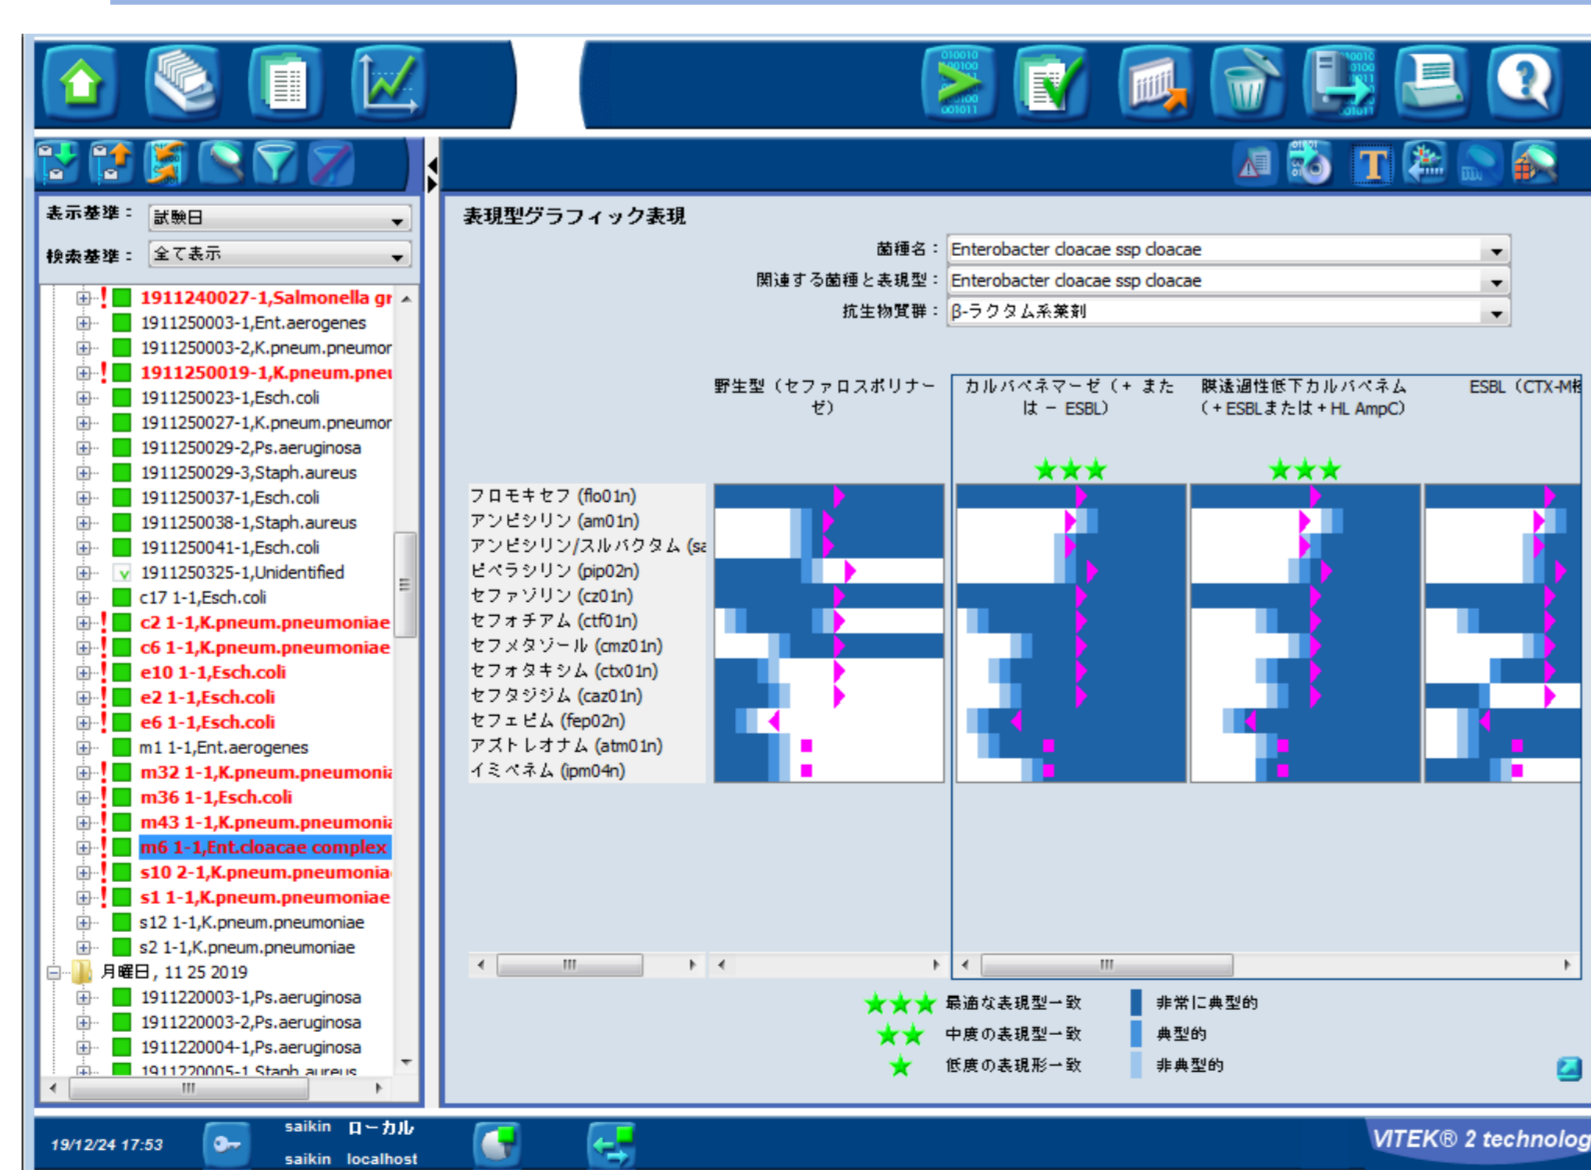 表示基準：
試験日
検索基準：
全て表示
1911240027-1,Salmonella gr
1911250003-1,Ent.aerogenes
1911250003-2,K.pneum.pneumor
1911250019-1,K.pneum.pneu
1911250023-1,Esch.coli
1911250027-1,K.pneum.pneumor
1911250029-2,Ps.aeruginosa
1911250029-3,Staph.aureus
1911250037-1,Esch.coli
1911250038-1,Staph.aureus
1911250041-1,Esch.coli
1911250325-1,Unidentified
c17 1-1,Esch.coli
c2 1-1,K.pneum.pneumoniae
c6 1-1,K.pneum.pneumoniae
e10 1-1,Esch.coli
e2 1-1,Esch.coli
e6 1-1,Esch.coli
m1 1-1,Ent.aerogenes
m32 1-1,K.pneum.pneumonia
m36 1-1,Esch.coli
m43 1-1,K.pneum.pneumonia
m6 1-1,Ent.cloacae complex
s10 2-1,K.pneum.pneumonia
s1 1-1,K.pneum.pneumoniae
s12 1-1,K.pneum.pneumoniae
s2 1-1,K.pneum.pneumoniae
月曜日, 11 25 2019
1911220003-1,Ps.aeruginosa
1911220003-2,Ps.aeruginosa
1911220004-1,Ps.aeruginosa
1911220005-1,Staph.aureus
表現型グラフィック表現
菌種名：
Enterobacter cloacae ssp cloacae
関連する菌種と表現型：
Enterobacter cloacae ssp cloacae
抗生物質群：
β-ラクタム系薬剤
野生型（セファロスポリナー
ゼ）
カルバペネマーゼ（+ また
は － ESBL）
膜透過性低下カルバペネム
（+ESBLまたは+HL AmpC）
ESBL（CTX-M
フロモキセフ (flo01n)
アンピシリン (am01n)
アンピシリン/スルバクタム (sa
ピペラシリン (pip02n)
セファゾリン (cz01n)
セフォチアム (ctf01n)
セフメタゾール (cmz01n)
セフォタキシム (ctx01n)
セフタジジム (caz01n)
セフェピム (fep02n)
アズトレオナム (atm01n)
イミペネム (ipm04n)
★★★ 最適な表現型一致
非常に典型的
★★ 中度の表現型一致
典型的
★ 低度の表現形一致
非典型的
19/12/24 17:53
saikin ローカル
saikin localhost
VITEK® 2 technolog